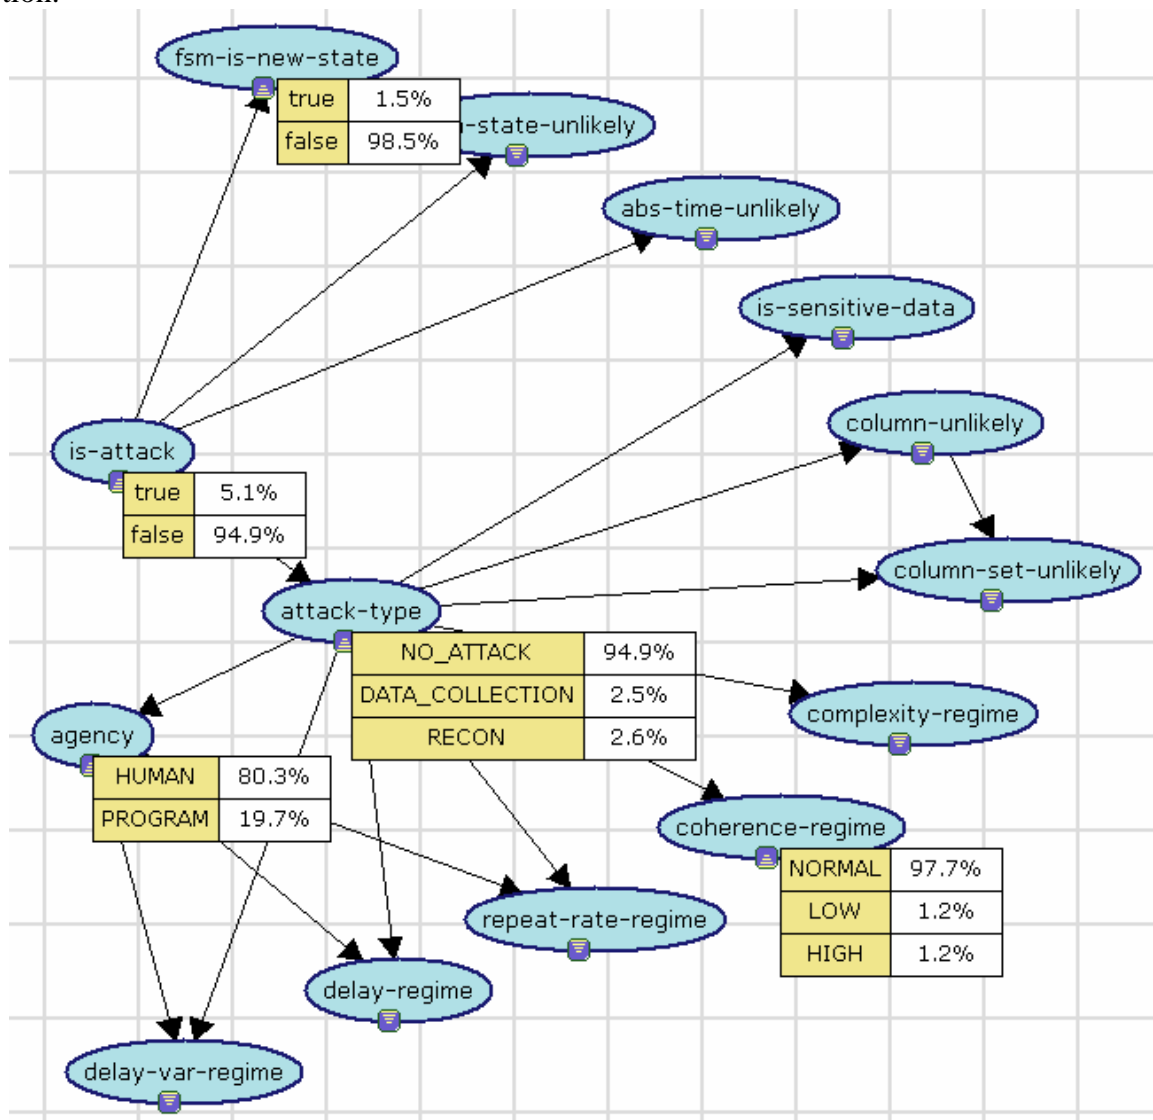 tion.
fsm-is-new-state
true 1.5%
false 98.5%
-state-unlikely
abs-time-unlikely
is-sensitive-data
column-unlikely
is-attack
true 5.1%
false 94.9%
column-set-unlikely
attack-type
NO_ATTACK 94.9%
DATA_COLLECTION 2.5%
RECON 2.6%
complexity-regime
agency
HUMAN 80.3%
PROGRAM 19.7%
coherence-regime
NORMAL 97.7%
LOW 1.2%
HIGH 1.2%
repeat-rate-regime
delay-regime
delay-var-regime